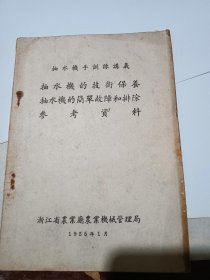 抽水機手訓練講義
抽水機的技術保養
抽水機的簡單故障和排除
參考資料
浙江省農業廳農業機械管理局
1956年1月